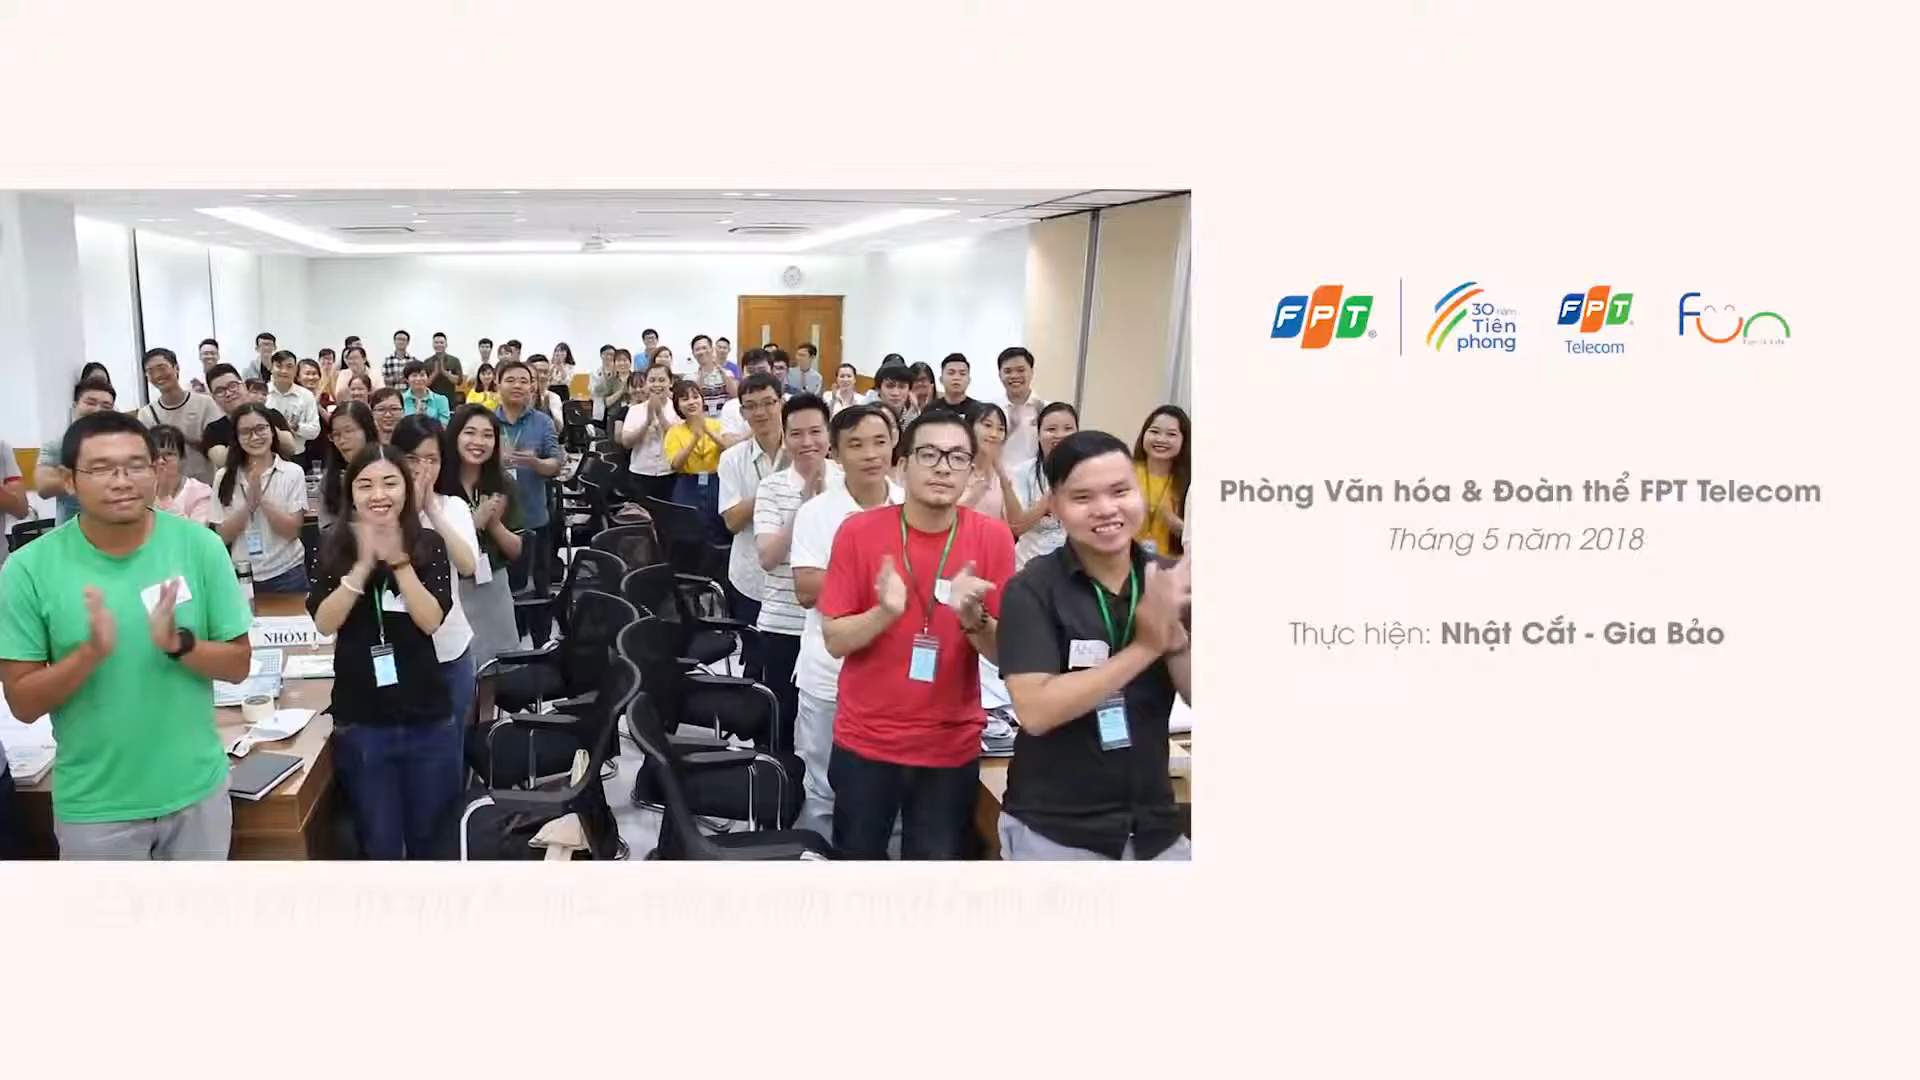 FPT
30 năm
Tiên
phong
FPT
Telecom
Fun
Phòng Văn hóa & Đoàn thể FPT Telecom
Tháng 5 năm 2018
Thực hiện: Nhật Cắt - Gia Bảo
NHÓM 1